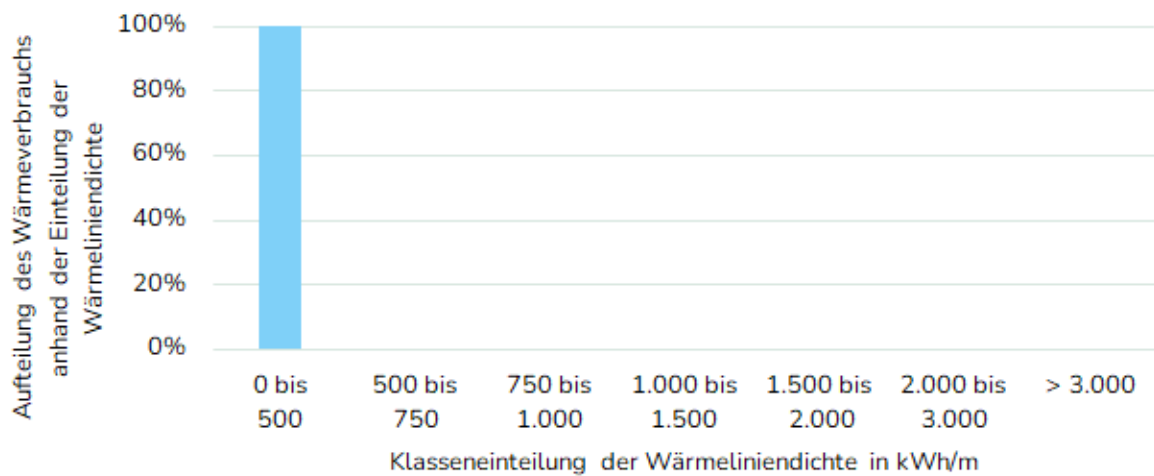 Aufteilung des Wärmeverbrauchs
anhand der Einteilung der
Wärmeliniendichte
100%
80%
60%
40%
20%
0%
0 bis
500
500 bis
750
750 bis
1.000
1.000 bis
1.500
1.500 bis
2.000
2.000 bis
3.000
> 3.000
Klasseneinteilung der Wärmeliniendichte in kWh/m